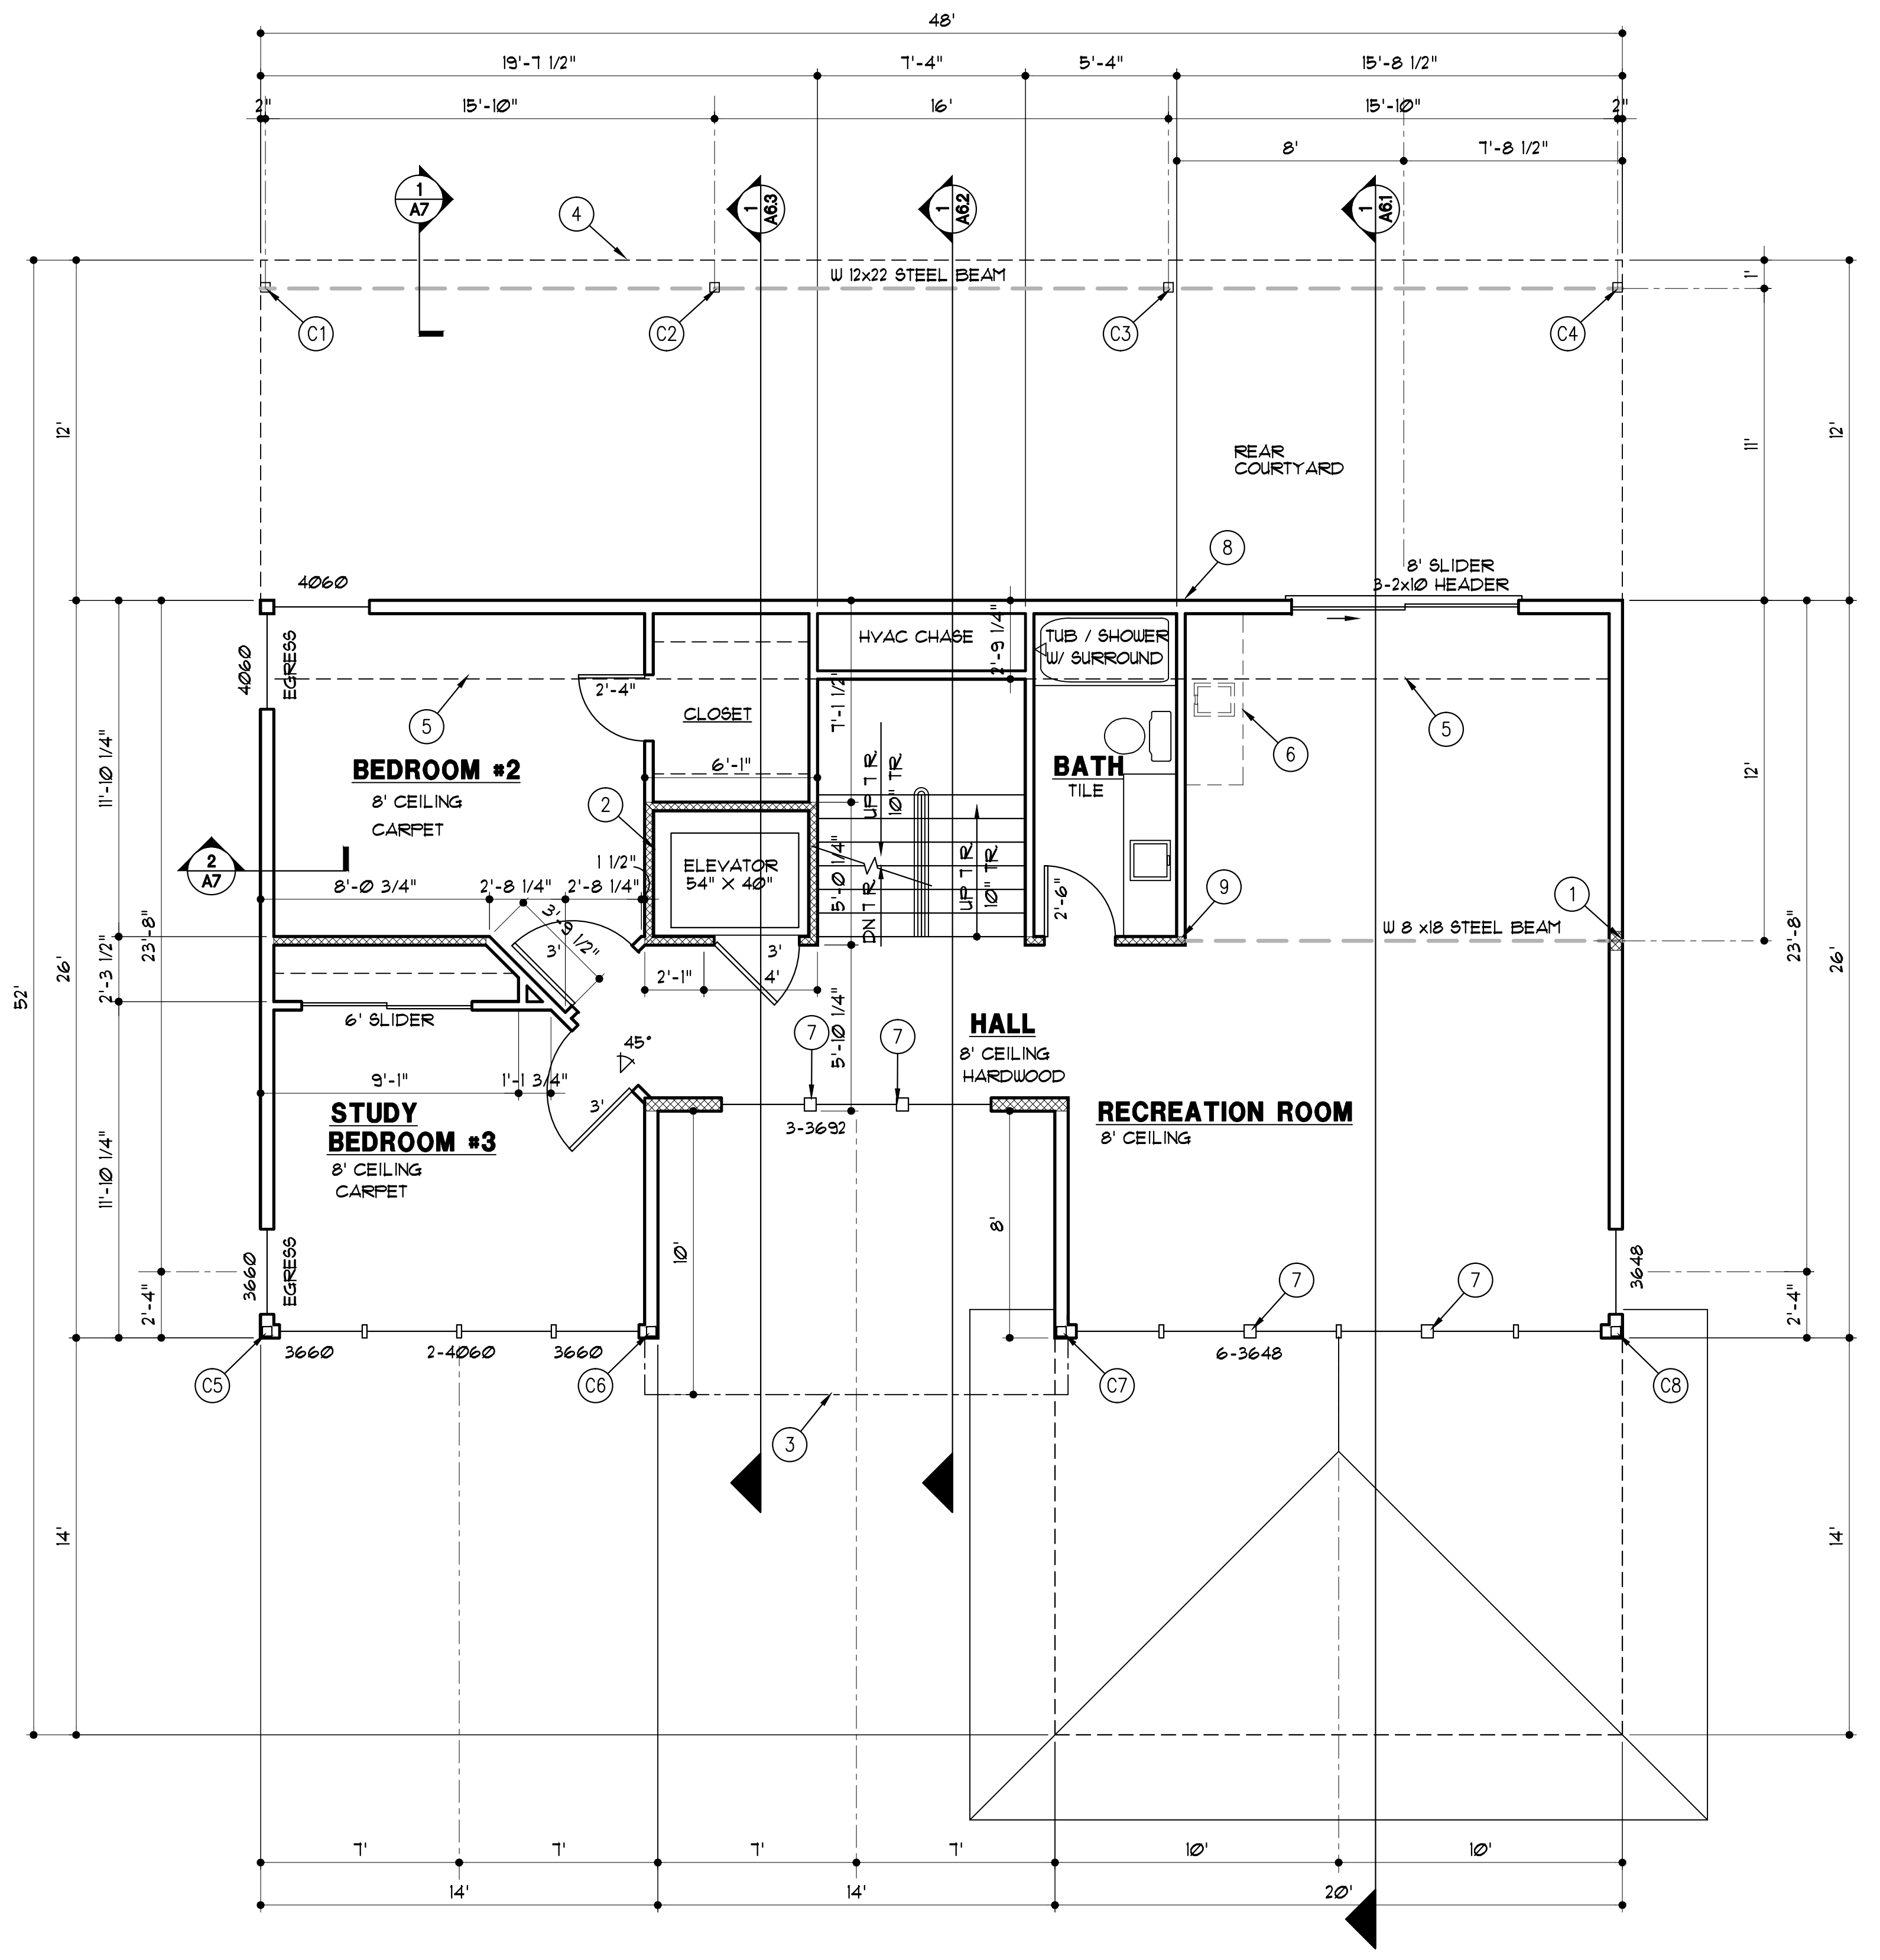 48'
19'-7 1/2" 7'-4" 5'-4" 15'-8 1/2"
2" 15'-10" 16' 15'-10" 2"
8' 7'-8 1/2"
1 A7
1 A6.3
1 A6.2
1 A6.1
4
W 12x22 STEEL BEAM
1'
C1 C2 C3 C4
12' 11' 12'
REAR
COURTYARD
8
8' SLIDER
3-2x10 HEADER
4060
4060
EGRESS
HVAC CHASE
2'-9 1/4"
TUB / SHOWER
W/ SURROUND
2'-4"
CLOSET
7'-1 1/2"
5
5
6
BEDROOM #2
8' CEILING
CARPET
6'-1"
UP 7 R
10" TR
BATH
TILE
11'-10 1/4"
12'
2
2
A7
1 1/2"
ELEVATOR
54" X 40"
5'-0 1/4"
DN 7 R
UP 7 R
10" TR
2'-6"
9
1
8'-0 3/4" 2'-8 1/4" 2'-8 1/4"
3'-9 1/2"
3'
W 8 x18 STEEL BEAM
23'-8"
23'-8"
26'
26'
52'
2'-3 1/2"
3'
2'-1" 4'
6' SLIDER
5'-10 1/4"
45°
7
7
HALL
8' CEILING
HARDWOOD
9'-1" 1'-1 3/4"
3'
STUDY
BEDROOM #3
8' CEILING
CARPET
3-3692
RECREATION ROOM
8' CEILING
11'-10 1/4"
10'
8'
3660
EGRESS
2'-4"
7
7
3648
2'-4"
3660 2-4060 3660
6-3648
C5 C6 C7 C8
3
14'
14'
7' 7' 7' 7' 10' 10'
14' 14' 20'